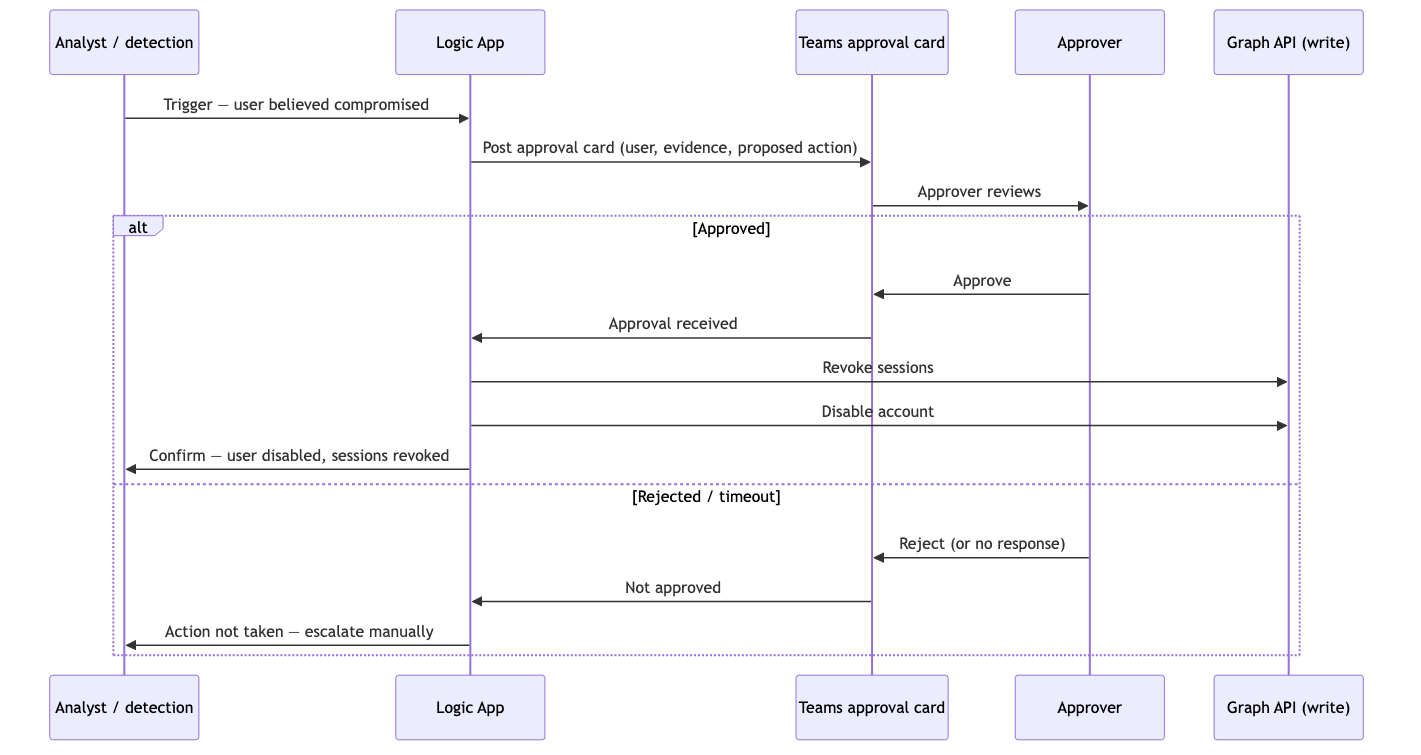 Analyst / detection
Logic App
Teams approval card
Approver
Graph API (write)
Trigger — user believed compromised
Post approval card (user, evidence, proposed action)
Approver reviews
alt
[Approved]
Approve
Approval received
Revoke sessions
Disable account
Confirm — user disabled, sessions revoked
[Rejected / timeout]
Reject (or no response)
Not approved
Action not taken — escalate manually
Analyst / detection
Logic App
Teams approval card
Approver
Graph API (write)